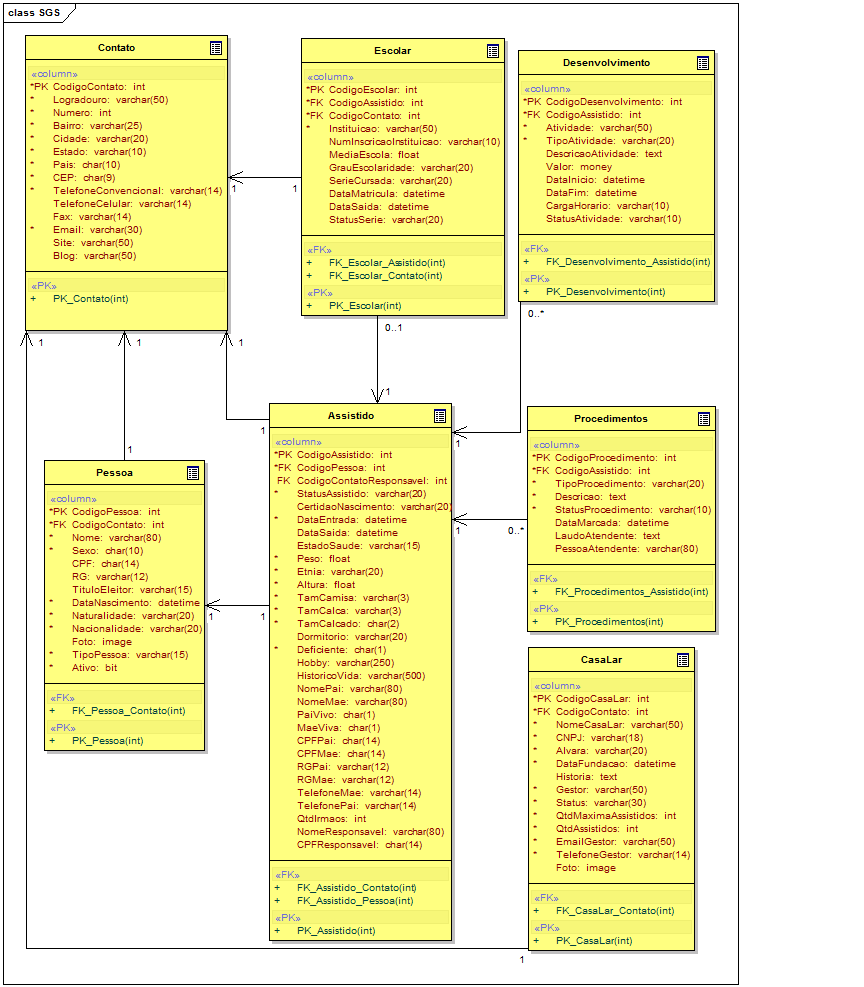 class SGS
Contato
«column»
*PK CodigoContato: int
* Logradouro: varchar(50)
* Numero: int
* Bairro: varchar(25)
* Cidade: varchar(20)
* Estado: varchar(10)
* Pais: char(10)
* CEP: char(9)
* TelefoneConvencional: varchar(14)
TelefoneCelular: varchar(14)
Fax: varchar(14)
* Email: varchar(30)
Site: varchar(50)
Blog: varchar(50)
«PK»
+ PK_Contato(int)
Escolar
«column»
*PK CodigoEscolar: int
*FK CodigoAssistido: int
*FK CodigoContato: int
* Instituicao: varchar(50)
NumInscricaoInstituicao: varchar(10)
MediaEscola: float
GrauEscolaridade: varchar(20)
SerieCursada: varchar(20)
DataMatricula: datetime
DataSaida: datetime
StatusSerie: varchar(20)
«FK»
+ FK_Escolar_Assistido(int)
+ FK_Escolar_Contato(int)
«PK»
+ PK_Escolar(int)
Desenvolvimento
«column»
*PK CodigoDesenvolvimento: int
*FK CodigoAssistido: int
* Atividade: varchar(50)
* TipoAtividade: varchar(20)
DescricaoAtividade: text
Valor: money
DataInicio: datetime
DataFim: datetime
CargaHorario: varchar(10)
StatusAtividade: varchar(10)
«FK»
+ FK_Desenvolvimento_Assistido(int)
«PK»
+ PK_Desenvolvimento(int)
1
1
0..*
0..1
1
1
1
1
1
1
1
Pessoa
«column»
*PK CodigoPessoa: int
*FK CodigoContato: int
* Nome: varchar(80)
* Sexo: char(10)
CPF: char(14)
RG: varchar(12)
TituloEleitor: varchar(15)
* DataNascimento: datetime
* Naturalidade: varchar(20)
* Nacionalidade: varchar(20)
Foto: image
* TipoPessoa: varchar(15)
* Ativo: bit
«FK»
+ FK_Pessoa_Contato(int)
«PK»
+ PK_Pessoa(int)
1
1
Assistido
«column»
*PK CodigoAssistido: int
*FK CodigoPessoa: int
FK CodigoContatoResponsavel: int
* StatusAssistido: varchar(20)
CertidaoNascimento: varchar(20)
* DataEntrada: datetime
DataSaida: datetime
EstadoSaude: varchar(15)
* Peso: float
* Etnia: varchar(20)
* Altura: float
* TamCamisa: varchar(3)
* TamCalca: varchar(3)
* TamCalcado: char(2)
Dormitorio: varchar(20)
* Deficiente: char(1)
Hobby: varchar(250)
HistoricoVida: varchar(500)
NomePai: varchar(80)
NomeMae: varchar(80)
PaiVivo: char(1)
MaeViva: char(1)
CPFPai: char(14)
CPFMae: char(14)
RGPai: varchar(12)
RGMae: varchar(12)
TelefoneMae: varchar(14)
TelefonePai: varchar(14)
QtdIrmaos: int
NomeResponsavel: varchar(80)
CPFResponsavel: char(14)
«FK»
+ FK_Assistido_Contato(int)
+ FK_Assistido_Pessoa(int)
«PK»
+ PK_Assistido(int)
1
0..*
Procedimentos
«column»
*PK CodigoProcedimento: int
*FK CodigoAssistido: int
* TipoProcedimento: varchar(20)
* Descricao: text
* StatusProcedimento: varchar(10)
DataMarcada: datetime
LaudoAtendente: text
PessoaAtendente: varchar(80)
«FK»
+ FK_Procedimentos_Assistido(int)
«PK»
+ PK_Procedimentos(int)
CasaLar
«column»
*PK CodigoCasaLar: int
*FK CodigoContato: int
* NomeCasaLar: varchar(50)
* CNPJ: varchar(18)
* Alvara: varchar(20)
* DataFundacao: datetime
Historia: text
* Gestor: varchar(50)
* Status: varchar(30)
* QtdMaximaAssistidos: int
* QtdAssistidos: int
* EmailGestor: varchar(50)
* TelefoneGestor: varchar(14)
Foto: image
«FK»
+ FK_CasaLar_Contato(int)
«PK»
+ PK_CasaLar(int)
1